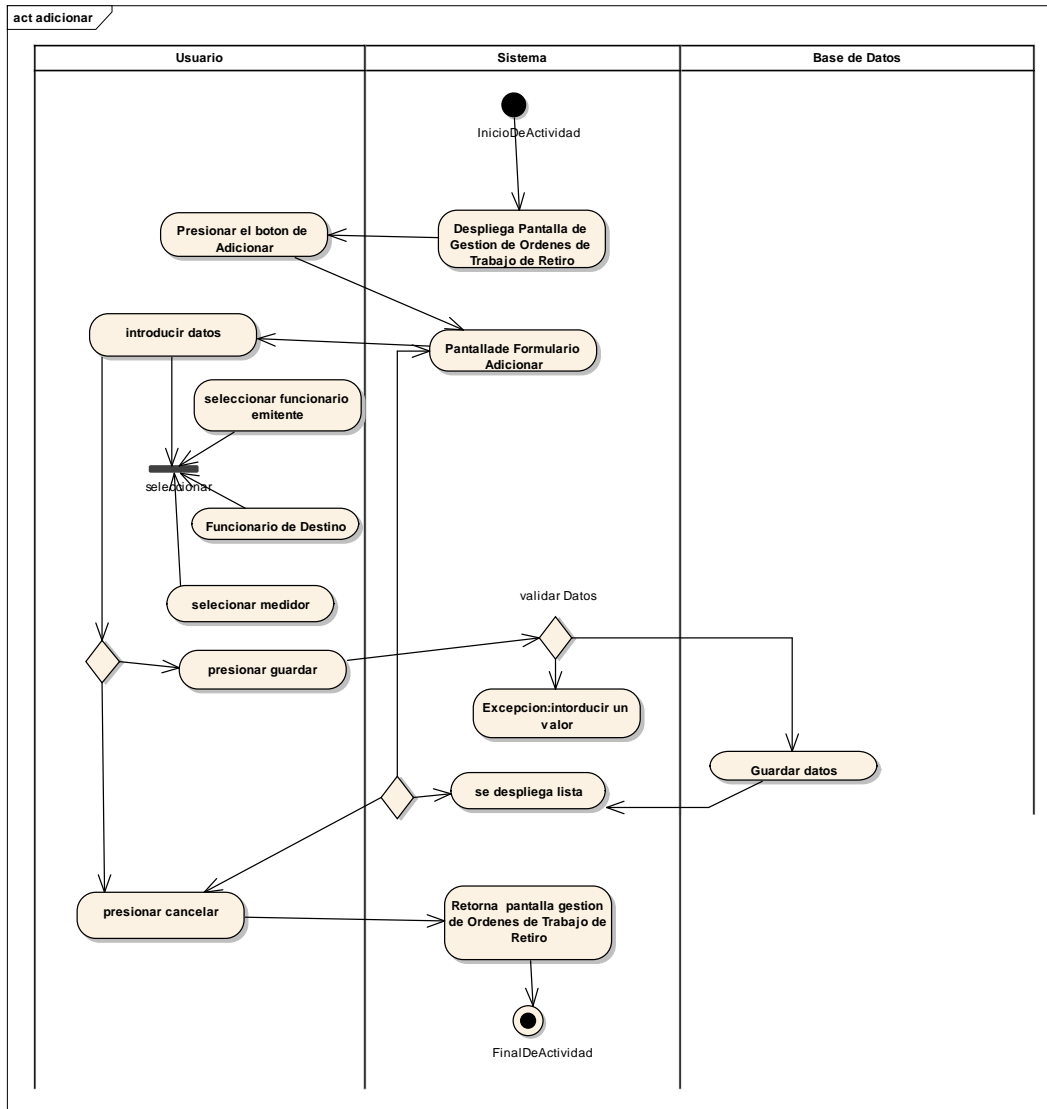 act adicionar
Usuario
Sistema
Base de Datos
InicioDeActividad
Presionar el boton de
Adicionar
Despliega Pantalla de
Gestion de Ordenes de
Trabajo de Retiro
introducir datos
Pantallade Formulario
Adicionar
seleccionar funcionario
emitente
seleccionar
Funcionario de Destino
selecionar medidor
validar Datos
presionar guardar
Excepcion:intorducir un
valor
Guardar datos
se despliega lista
presionar cancelar
Retorna pantalla gestion
de Ordenes de Trabajo de
Retiro
FinalDeActividad